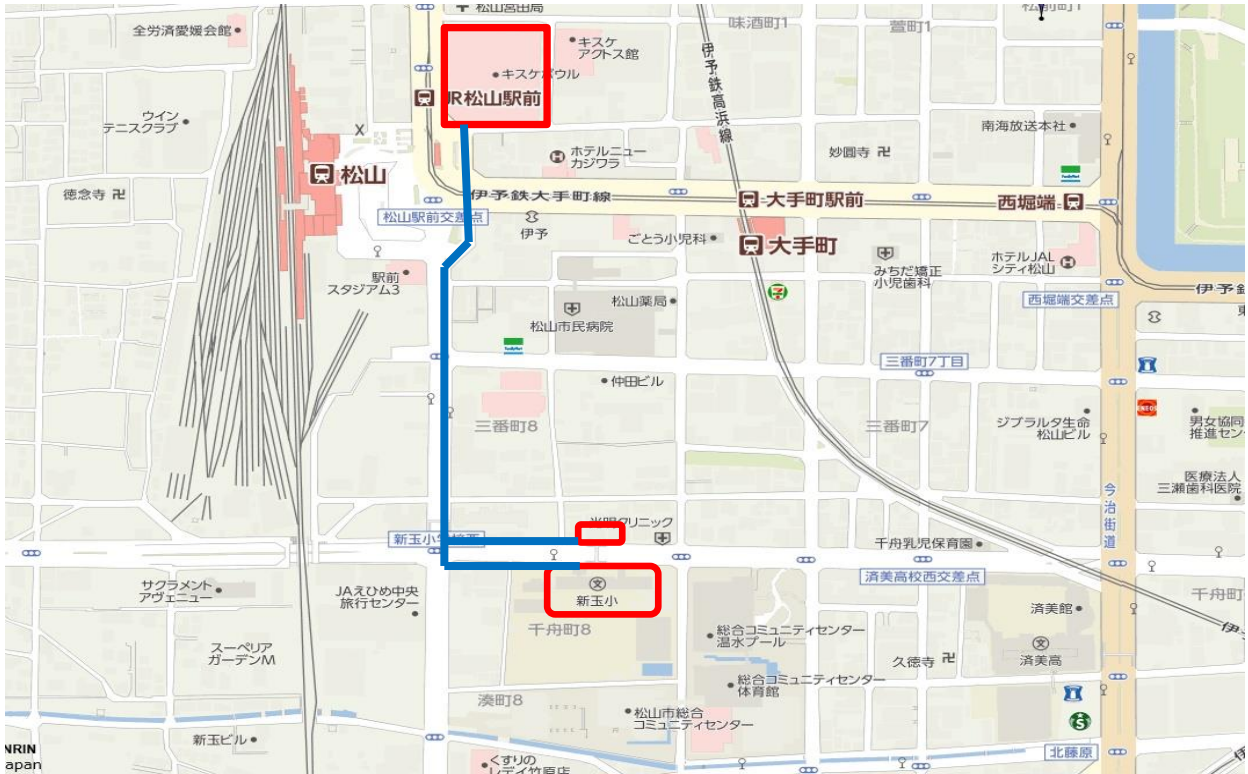 松山宮田局
味酒町1
萱町1
松前町1
全労済愛媛会館
キスケ
アクトス館
キスケボウル
JR松山駅前
伊予鉄高浜線
ウイン
テニスクラブ
南海放送本社
ホテルニュー
カジワラ
妙圓寺
FamilyMart
松山
徳念寺
伊予鉄大手町線
大手町駅前
西堀端
松山駅前交差点
伊予
ごとう小児科
大手町
ホテルJAL
シティ松山
みちだ矯正
小児歯科
駅前
スタジアム3
伊予鉄
松山薬局
西堀端交差点
松山市民病院
FamilyMart
三番町7丁目
仲田ビル
ENEOS
三番町8
三番町7
ジブラルタ生命
松山ビル
男女協同
推進セン
医療法人
三瀬歯科医院
今治街道
光明クリニック
新玉小学校西
千舟乳児保育園
済美高校西交差点
サクラメント
アヴェニュー
JAえひめ中央
旅行センター
文
新玉小
千舟町
済美館
千舟町8
総合コミュニティセンター
温水プール
文
済美高
スーペリア
ガーデンM
久徳寺
総合コミュニティセンター
体育館
湊町8
松山市総合
コミュニティセンター
新玉ビル
北藤原
NRIN
apan
くすりの
レディ竹原店